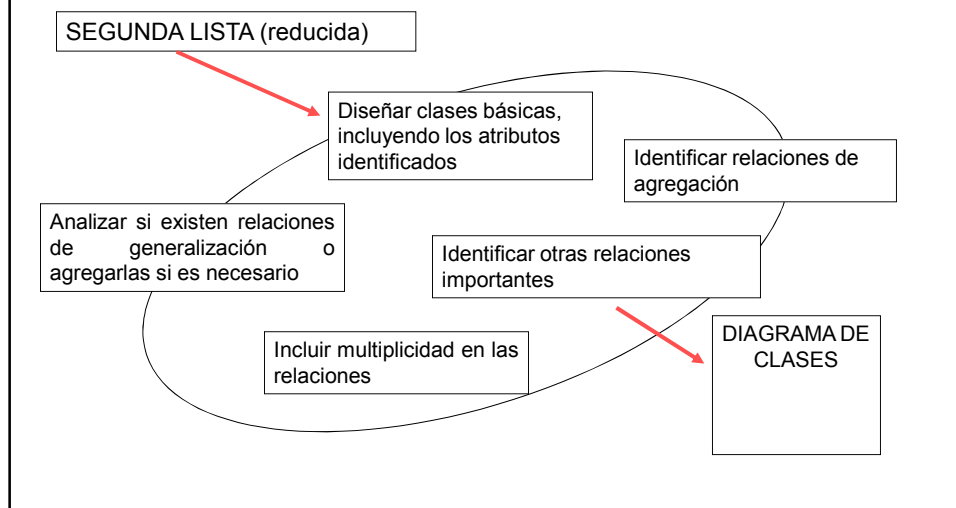 SEGUNDA LISTA (reducida)
Diseñar clases básicas,
incluyendo los atributos
identificados
Identificar relaciones de
agregación
Analizar si existen relaciones
de generalización o
agregarlas si es necesario
Identificar otras relaciones
importantes
Incluir multiplicidad en las
relaciones
DIAGRAMA DE
CLASES